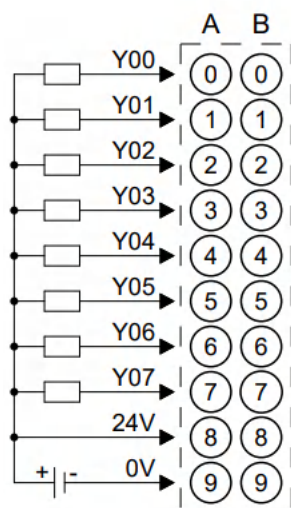 A B
Y00 0 0
Y01 1 1
Y02 2 2
Y03 3 3
Y04 4 4
Y05 5 5
Y06 6 6
Y07 7 7
24V 8 8
+ - 0V 9 9